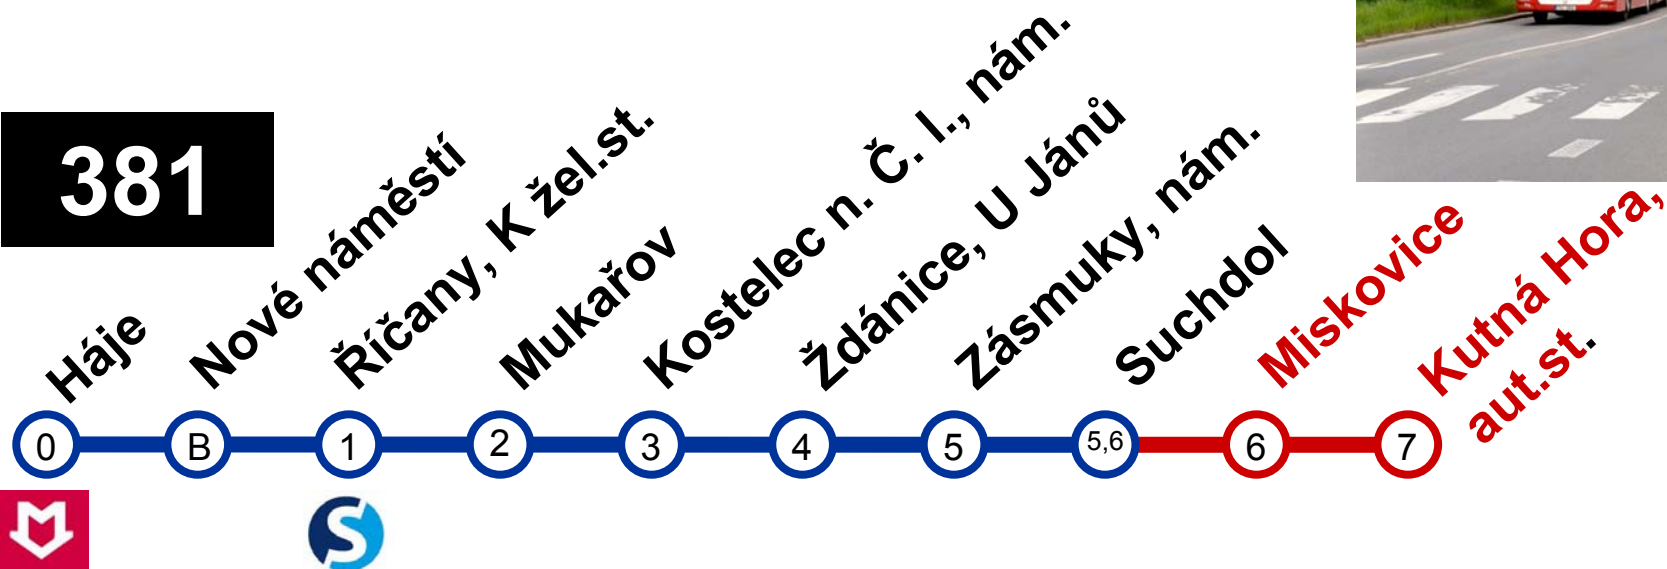 381
Háje
Nové náměstí
Říčany, K žel.st.
Mukařov
Kostelec n. Č. l., nám.
Ždánice, U Jánů
Zásmuky, nám.
Suchdol
Miskovice
Kutná Hora,
aut.st.
0
B
1
2
3
4
5
5,6
6
7